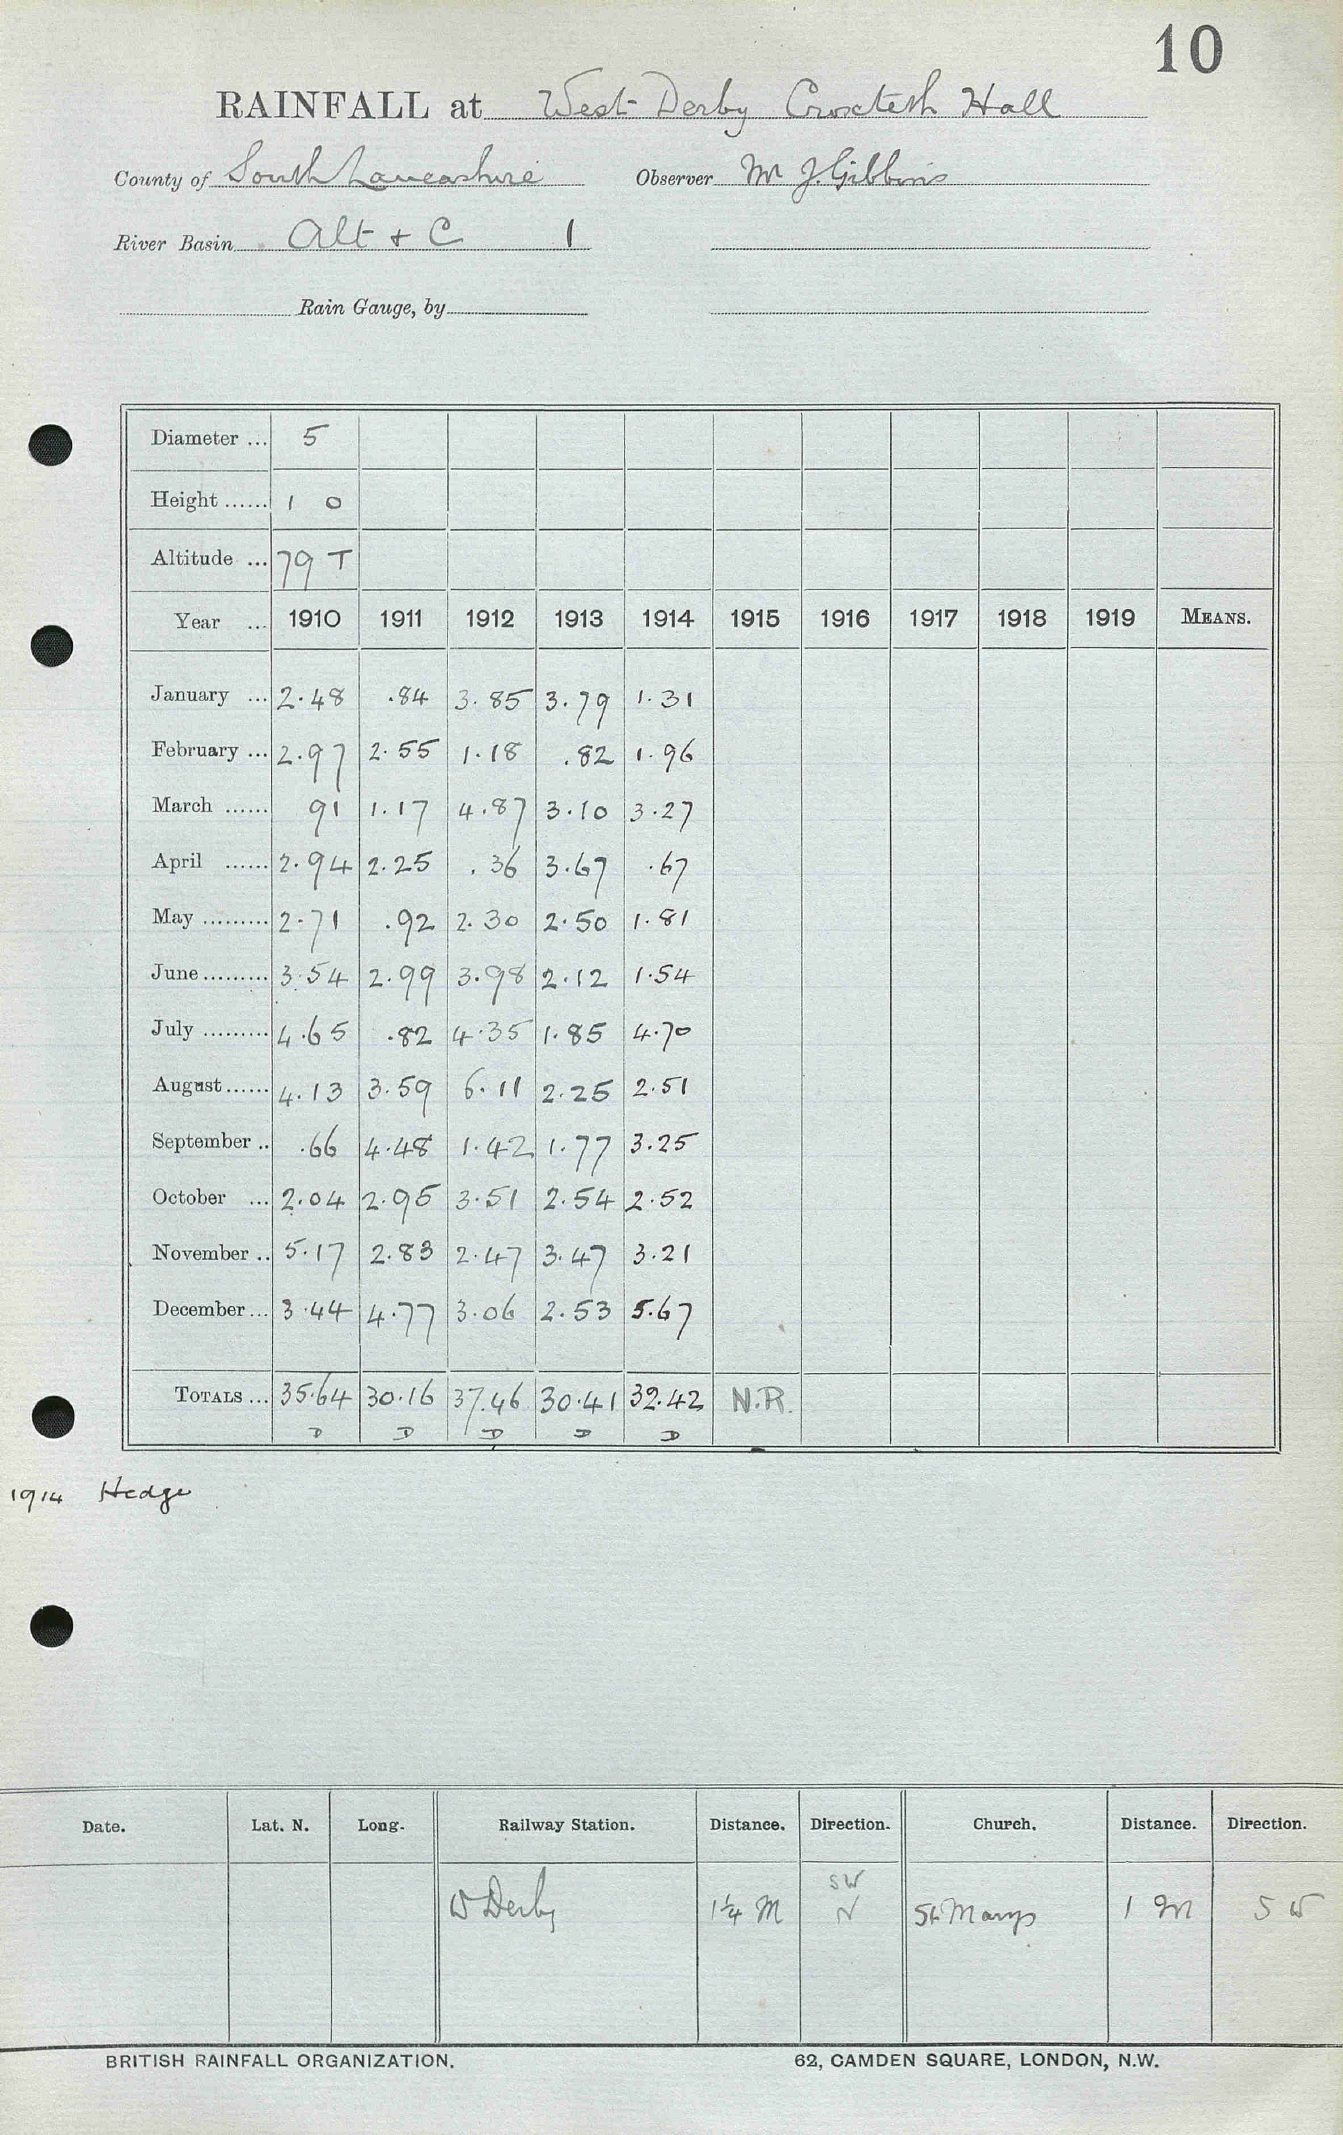 10
RAINFALL at West Derby Croxteth Hall
County of South Lancashire Observer Mr J. Gibbins
River Basin Alt & C 1
Rain Gauge, by
Diameter ... 5
Height ...... 1 0
Altitude ... 79 T
Year ... 1910 1911 1912 1913 1914 1915 1916 1917 1918 1919 MEANS.
January ... 2.48 .84 3.85 3.79 1.31
February ... 2.97 2.55 1.18 .82 1.96
March ...... 91 1.17 4.87 3.10 3.27
April ...... 2.94 2.25 .36 3.67 .67
May ......... 2.71 .92 2.30 2.50 1.81
June ......... 3.54 2.99 3.98 2.12 1.54
July ......... 4.65 .82 4.35 1.85 4.70
August ...... 4.13 3.59 6.11 2.25 2.51
September .. .66 4.48 1.42 1.77 3.25
October ... 2.04 2.95 3.51 2.54 2.52
November .. 5.17 2.83 2.47 3.47 3.21
December ... 3.44 4.77 3.06 2.53 5.67
TOTALS ... 35.64 30.16 37.46 30.41 32.42 N.R.
D D D D D
1914 Hedge
Date. Lat. N. Long. Railway Station. Distance. Direction. Church. Distance. Direction.
SW
W Derby 1¼ M N St Marys 1 M S W
BRITISH RAINFALL ORGANIZATION. 62, CAMDEN SQUARE, LONDON, N.W.